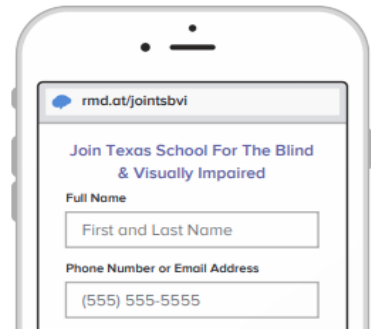 rmd.at/jointsbvi
Join Texas School For The Blind
& Visually Impaired
Full Name
First and Last Name
Phone Number or Email Address
(555) 555-5555